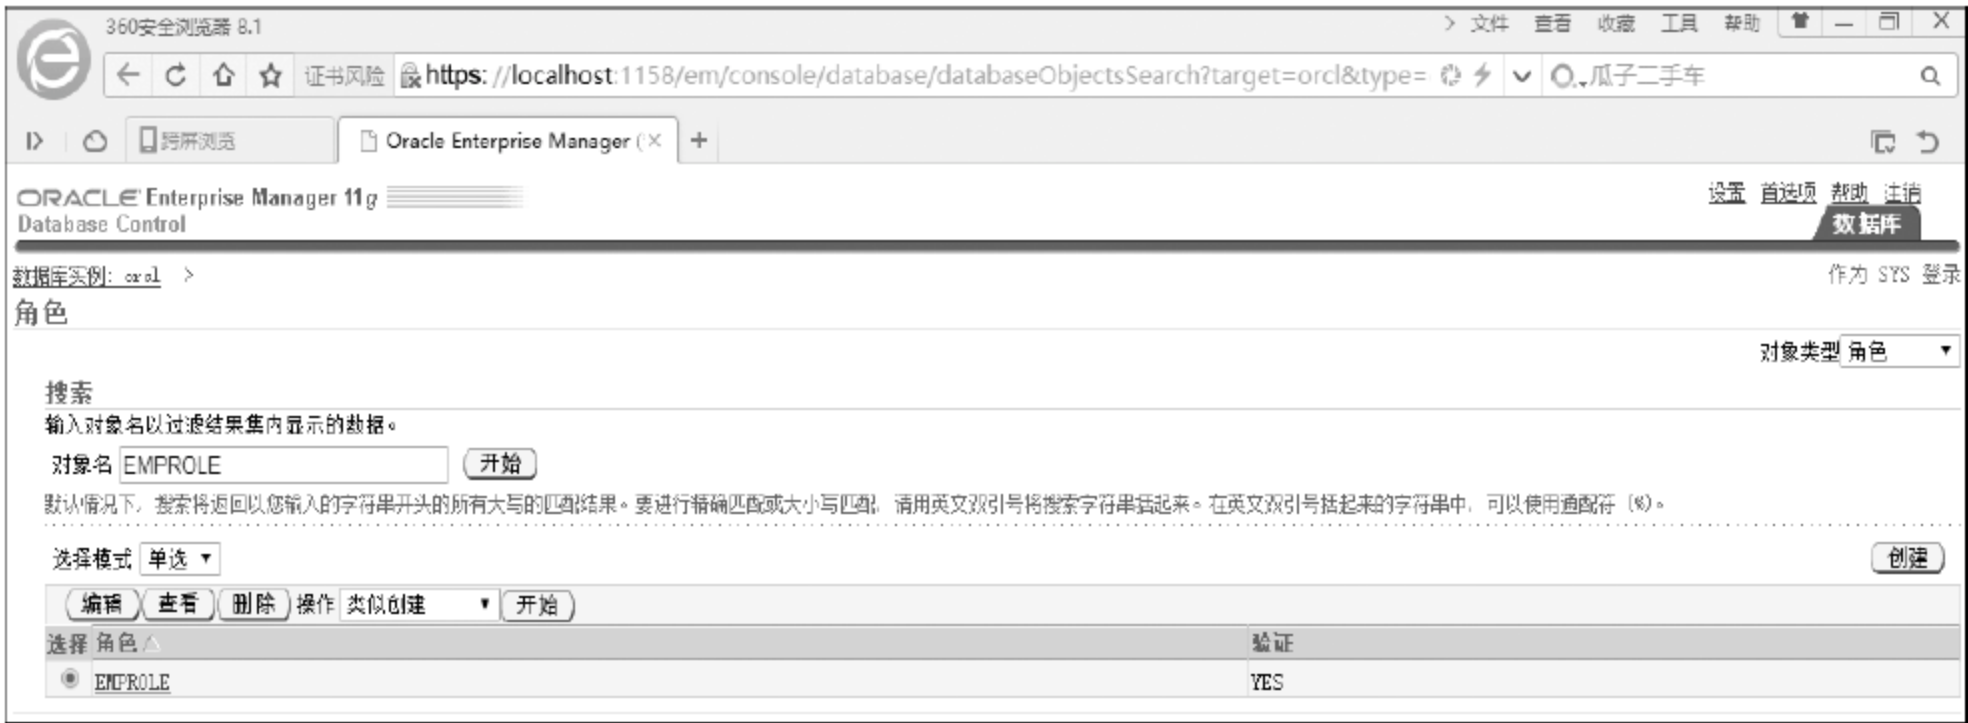 360安全浏览器 8.1
> 文件 查看 收藏 工具 帮助
证书风险 https://localhost:1158/em/console/database/databaseObjectsSearch?target=orcl&type= 瓜子二手车
跨屏浏览 Oracle Enterprise Manager (
ORACLE Enterprise Manager 11g
Database Control
设置 首选项 帮助 注销
数据库
数据库实例: orcl >
作为 SYS 登录
角色
对象类型 角色
搜索
输入对象名以过滤结果集内显示的数据。
对象名 EMPROLE 开始
默认情况下, 搜索将返回以您输入的字符串开头的所有大写的匹配结果。要进行精确匹配或大小写匹配, 请用英文双引号将搜索字符串括起来。在英文双引号括起来的字符串中, 可以使用通配符 (%)。
选择模式 单选
创建
编辑 查看 删除 操作 类似创建 开始
选择 角色 验证
EMPROLE YES